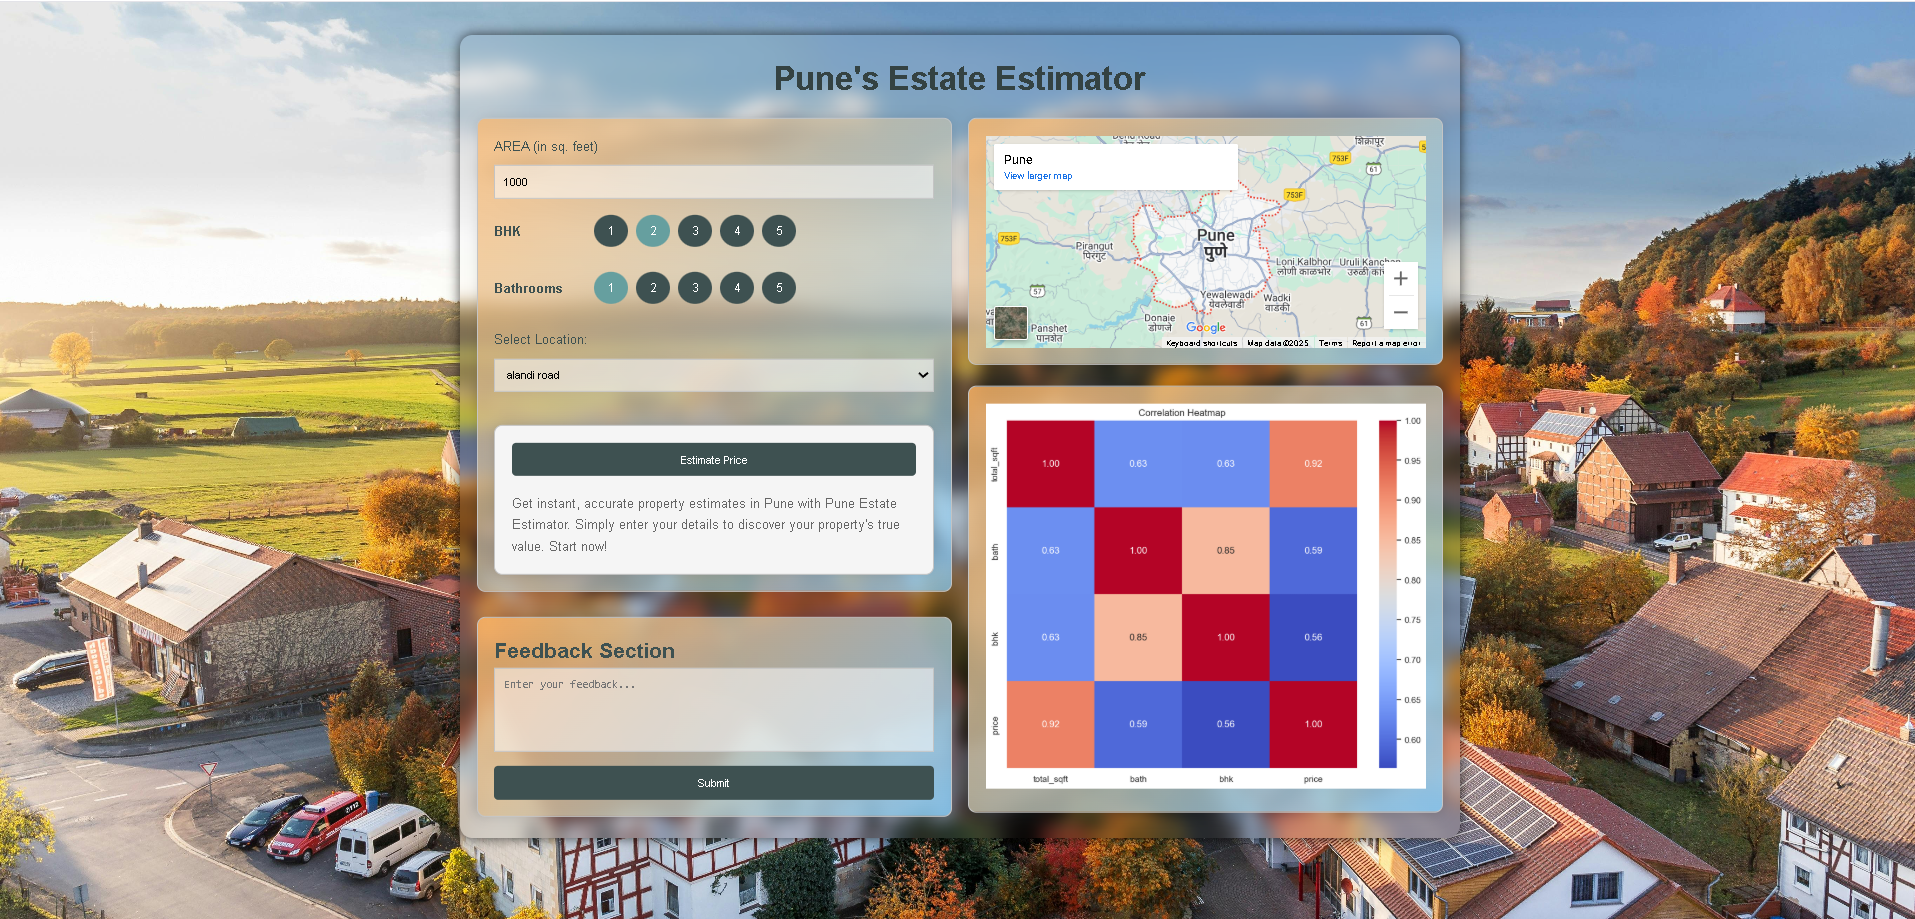 Pune's Estate Estimator
AREA (in sq. feet)
1000
BHK
1 2 3 4 5
Bathrooms
1 2 3 4 5
Select Location:
alandi road
Estimate Price
Get instant, accurate property estimates in Pune with Pune Estate
Estimator. Simply enter your details to discover your property's true
value. Start now!
Feedback Section
Enter your feedback...
Submit
Pune
View larger map
753F
शिक्रापूर
61
753F
753F
Pirangut
पिरंगुट
Pune
पुणे
Loni Kalbhor
लोणी काळभोर
Uruli Kanchan
57
Yewalewadi
येवलेवाडी
Wadki
वाडकी
Donaje
डोणजे
Panshet
पानशेत
61
Google
Keyboard shortcuts Map data ©2025 Terms Report a map error
Correlation Heatmap
total_sqft 1.00 0.63 0.63 0.92
bath 0.63 1.00 0.85 0.59
bhk 0.63 0.85 1.00 0.56
price 0.92 0.59 0.56 1.00
total_sqft bath bhk price
1.00
0.95
0.90
0.85
0.80
0.75
0.70
0.65
0.60